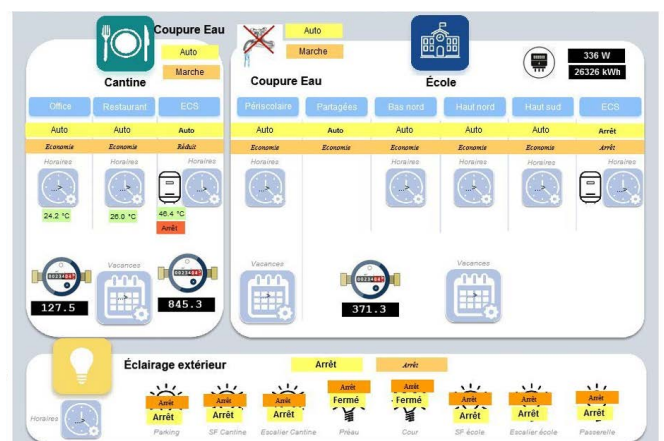 Coupure Eau
Auto
Marche
Cantine
Auto
Marche
Coupure Eau
École
336 W
26326 kWh
Office Restaurant ECS
Auto Auto Auto
Economie Economie Réduit
Horaires Horaires Horaires
24.2 °C 26.0 °C 46.4 °C
Arrêt
Vacances
127.5 845.3
Périscolaire Partagées Bas nord Haut nord Haut sud ECS
Auto Auto Auto Auto Auto Arrêt
Economie Economie Economie Economie Economie Arrêt
Horaires Horaires Horaires Horaires Horaires
Vacances Vacances
371.3
Éclairage extérieur Arrêt Arrêt
Horaires
Arrêt Arrêt Arrêt Arrêt Arrêt Arrêt Arrêt Arrêt
Arrêt Arrêt Arrêt Fermé Fermé Arrêt Arrêt Arrêt
Arrêt Arrêt
Parking SF Cantine Escalier Cantine Préau Cour SF école Escalier école Passerelle